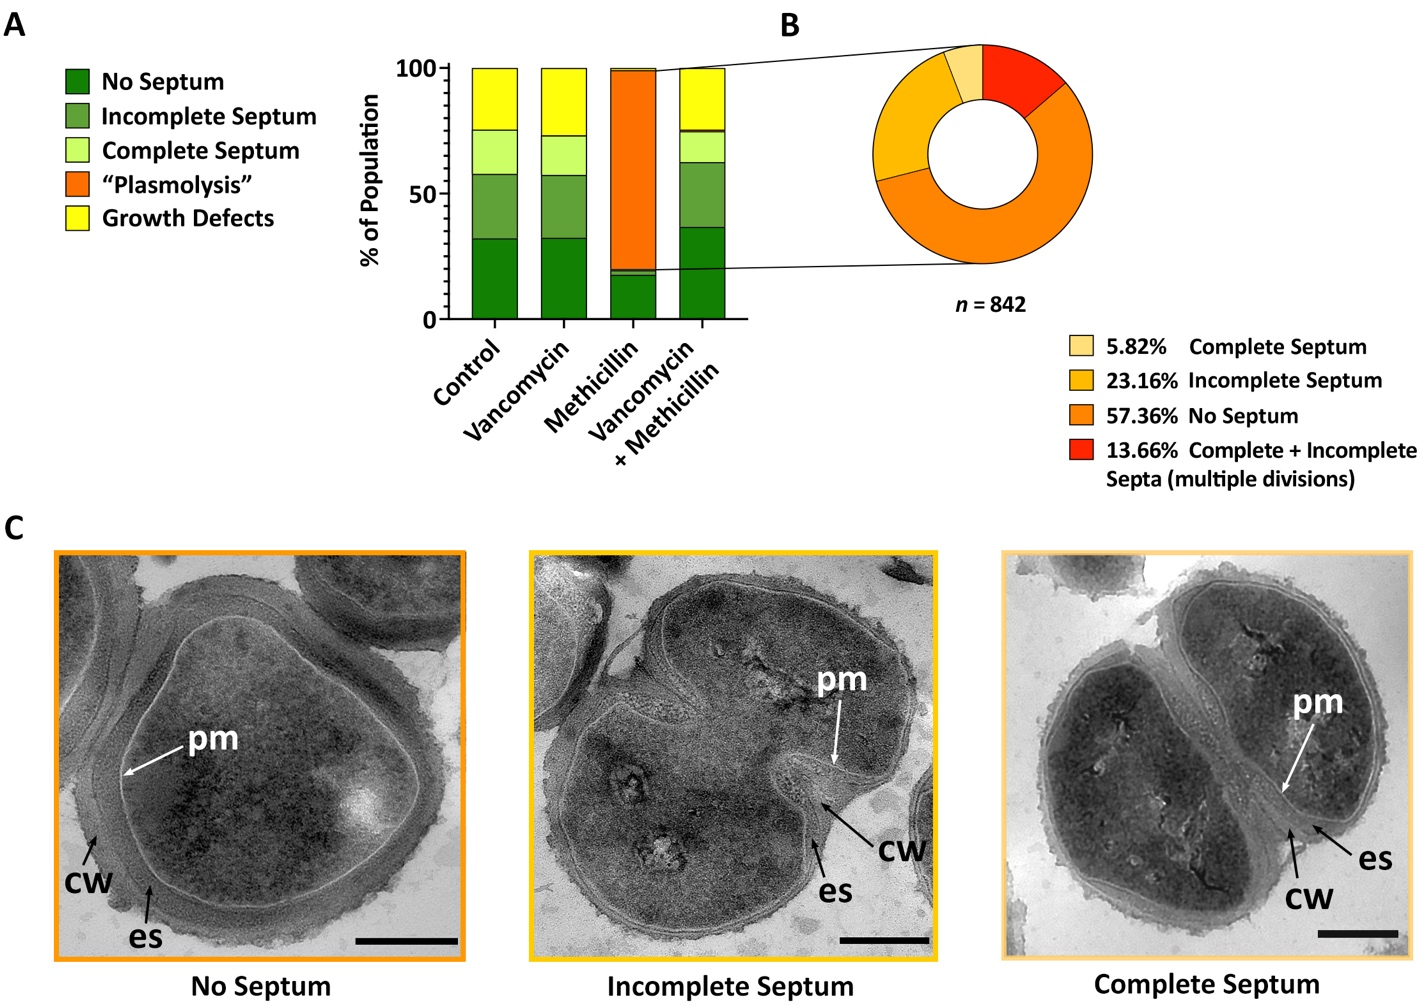 A
B
No Septum
Incomplete Septum
Complete Septum
“Plasmolysis”
Growth Defects
% of Population
100
50
0
Control
Vancomycin
Methicillin
Vancomycin
+ Methicillin
n = 842
5.82% Complete Septum
23.16% Incomplete Septum
57.36% No Septum
13.66% Complete + Incomplete
Septa (multiple divisions)
C
pm
cw
es
pm
cw
es
pm
es
cw
No Septum
Incomplete Septum
Complete Septum